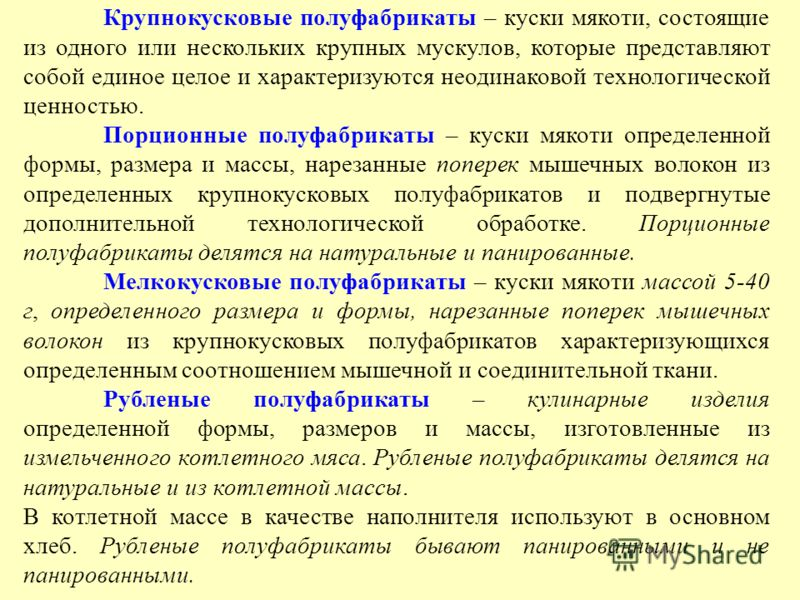 Крупнокусковые полуфабрикаты – куски мякоти, состоящие
из одного или нескольких крупных мускулов, которые представляют
собой единое целое и характеризуются неодинаковой технологической
ценностью.
Порционные полуфабрикаты – куски мякоти определенной
формы, размера и массы, нарезанные поперек мышечных волокон из
определенных крупнокусковых полуфабрикатов и подвергнутые
дополнительной технологической обработке. Порционные
полуфабрикаты делятся на натуральные и панированные.
Мелкокусковые полуфабрикаты – куски мякоти массой 5-40
г, определенного размера и формы, нарезанные поперек мышечных
волокон из крупнокусковых полуфабрикатов характеризующихся
определенным соотношением мышечной и соединительной ткани.
Рубленые полуфабрикаты – кулинарные изделия
определенной формы, размеров и массы, изготовленные из
измельченного котлетного мяса. Рубленые полуфабрикаты делятся на
натуральные и из котлетной массы.
В котлетной массе в качестве наполнителя используют в основном
хлеб. Рубленые полуфабрикаты бывают панированными и не
панированными.
MyShared